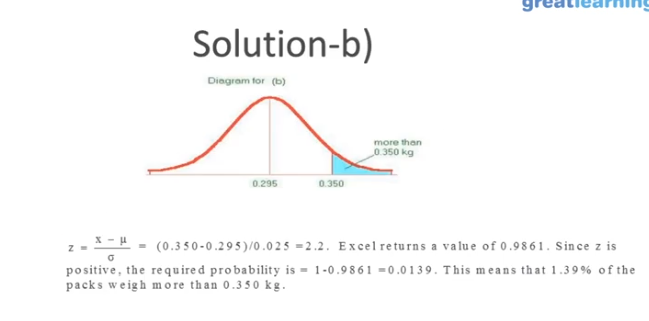 greatlearning
Solution-b)
Diagram for (b)
more than
0.350 kg
0.295 0.350
z = x - μ / σ = (0.350-0.295)/0.025 =2.2. Excel returns a value of 0.9861. Since z is
positive, the required probability is = 1-0.9861 =0.0139. This means that 1.39% of the
packs weigh more than 0.350 kg.